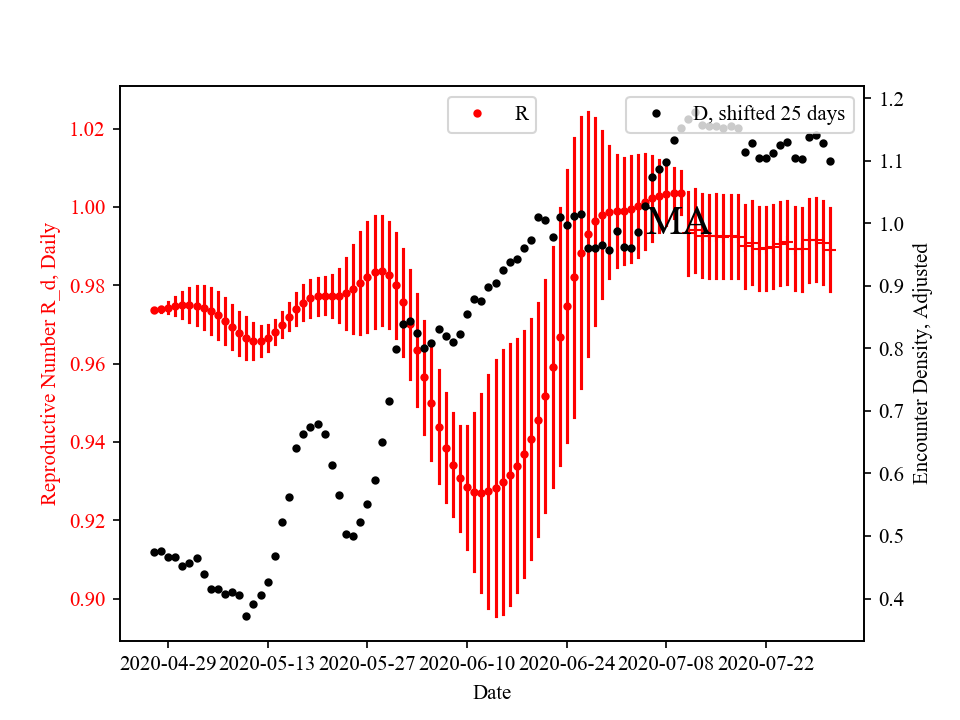 R
D, shifted 25 days
MA
Reproductive Number R_d, Daily
1.02
1.00
0.98
0.96
0.94
0.92
0.90
Encounter Density, Adjusted
1.2
1.1
1.0
0.9
0.8
0.7
0.6
0.5
0.4
2020-04-29 2020-05-13 2020-05-27 2020-06-10 2020-06-24 2020-07-08 2020-07-22
Date